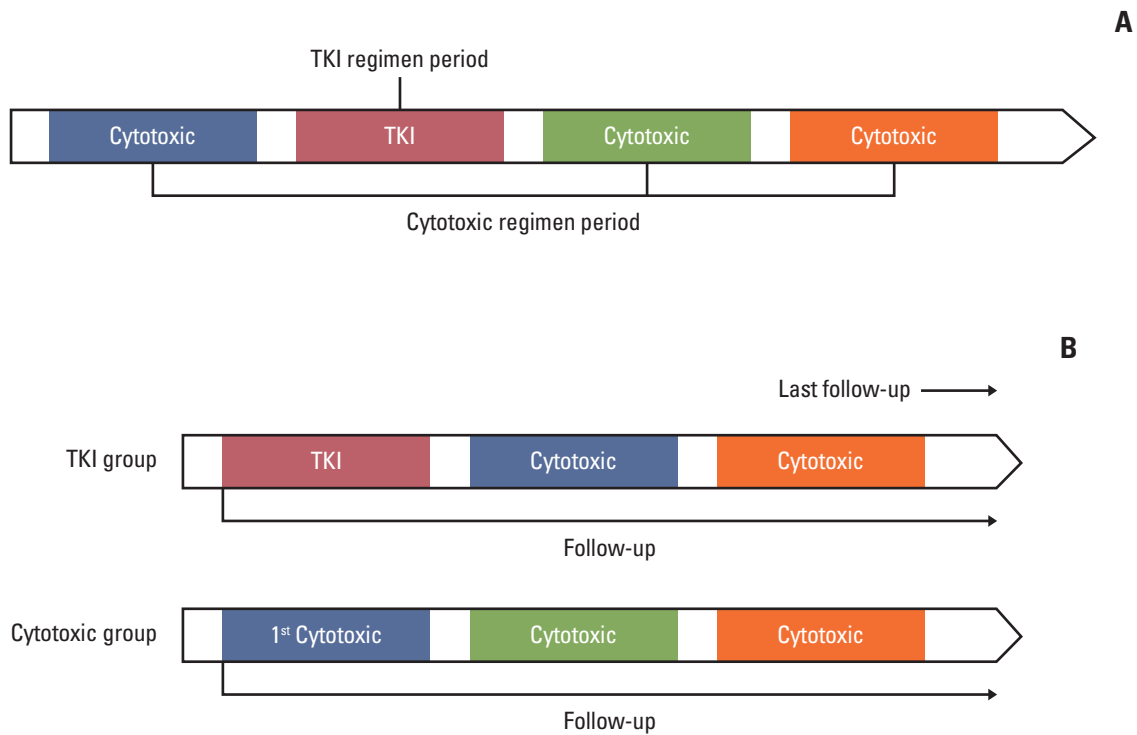 A
TKI regimen period
Cytotoxic TKI Cytotoxic Cytotoxic
Cytotoxic regimen period
B
Last follow-up
TKI group TKI Cytotoxic Cytotoxic
Follow-up
Cytotoxic group 1st Cytotoxic Cytotoxic Cytotoxic
Follow-up